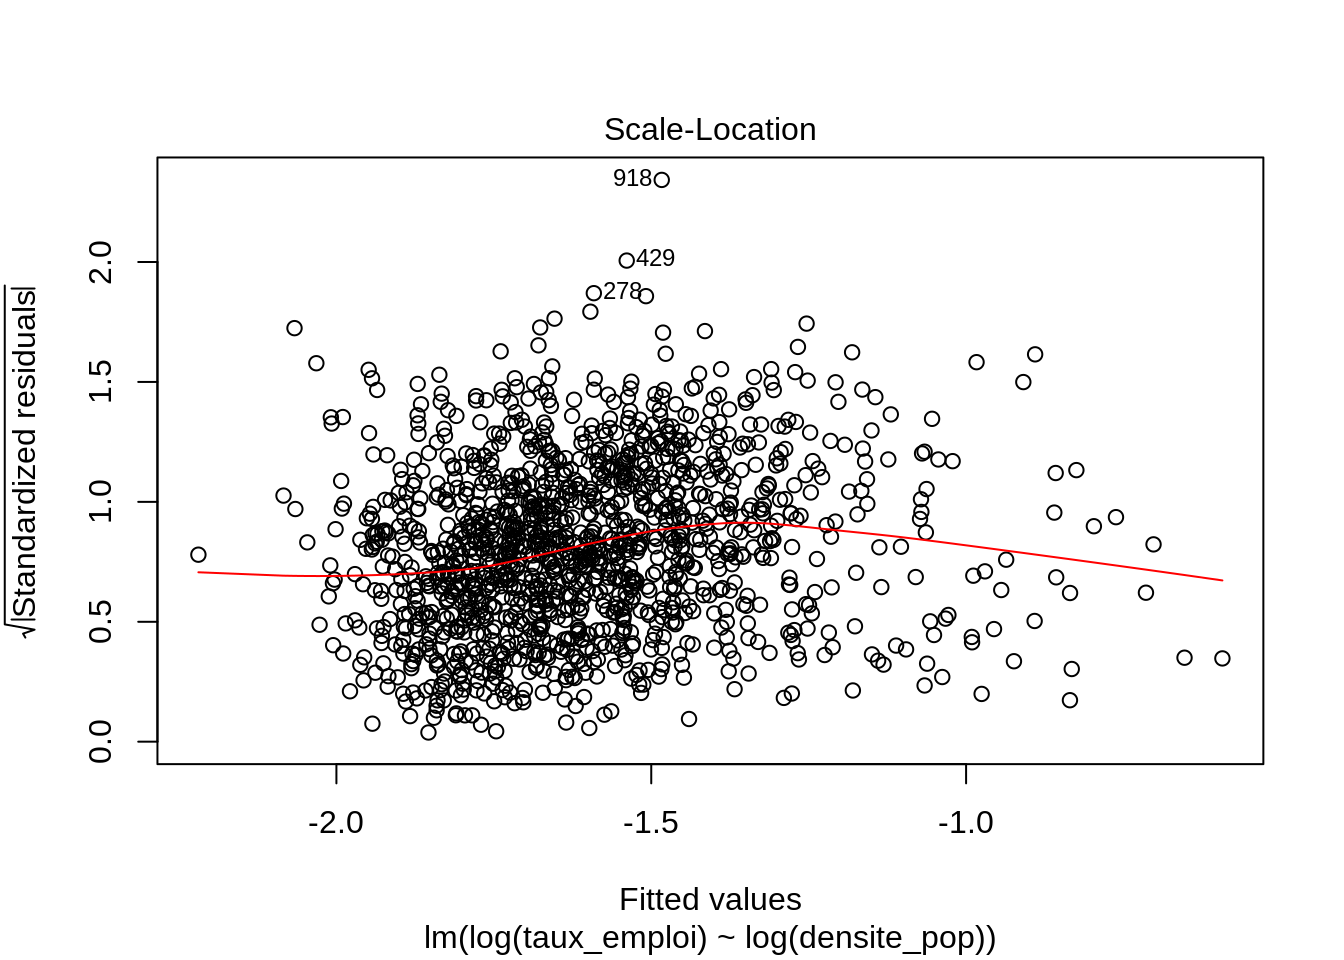 Scale-Location
918
429
278
√|Standardized residuals|
2.0
1.5
1.0
0.5
0.0
-2.0 -1.5 -1.0
Fitted values
lm(log(taux_emploi) ~ log(densite_pop))